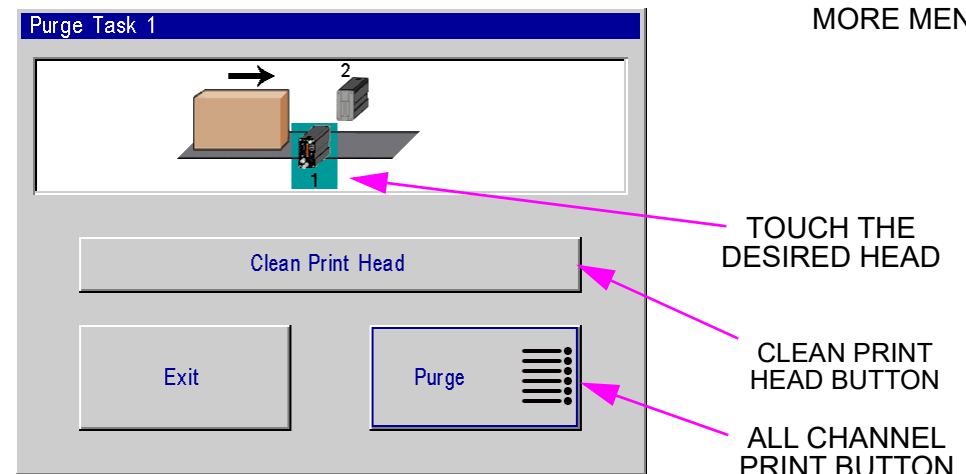 MORE MEN
Purge Task 1
2
1
TOUCH THE
DESIRED HEAD
Clean Print Head
CLEAN PRINT
HEAD BUTTON
Exit
Purge
ALL CHANNEL
PRINT BUTTON